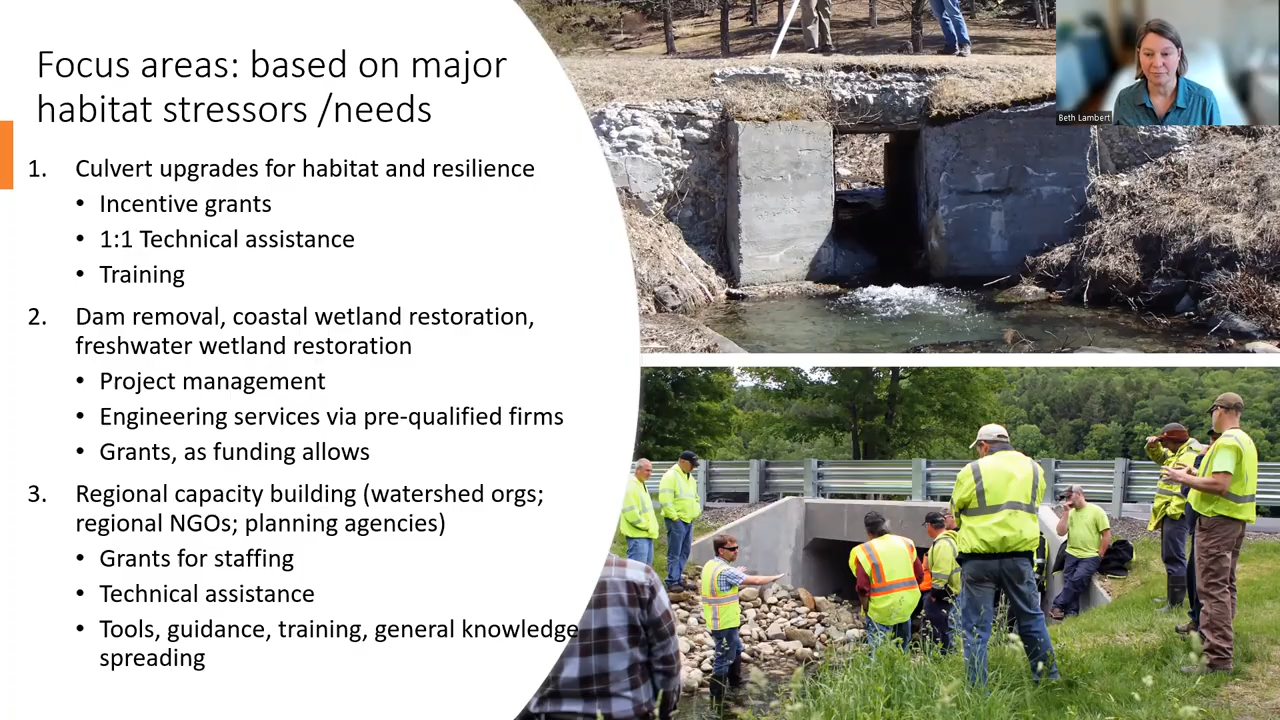 Focus areas: based on major
habitat stressors /needs
1. Culvert upgrades for habitat and resilience
• Incentive grants
• 1:1 Technical assistance
• Training
2. Dam removal, coastal wetland restoration,
freshwater wetland restoration
• Project management
• Engineering services via pre-qualified firms
• Grants, as funding allows
3. Regional capacity building (watershed orgs;
regional NGOs; planning agencies)
• Grants for staffing
• Technical assistance
• Tools, guidance, training, general knowledge
spreading
Beth Lambert